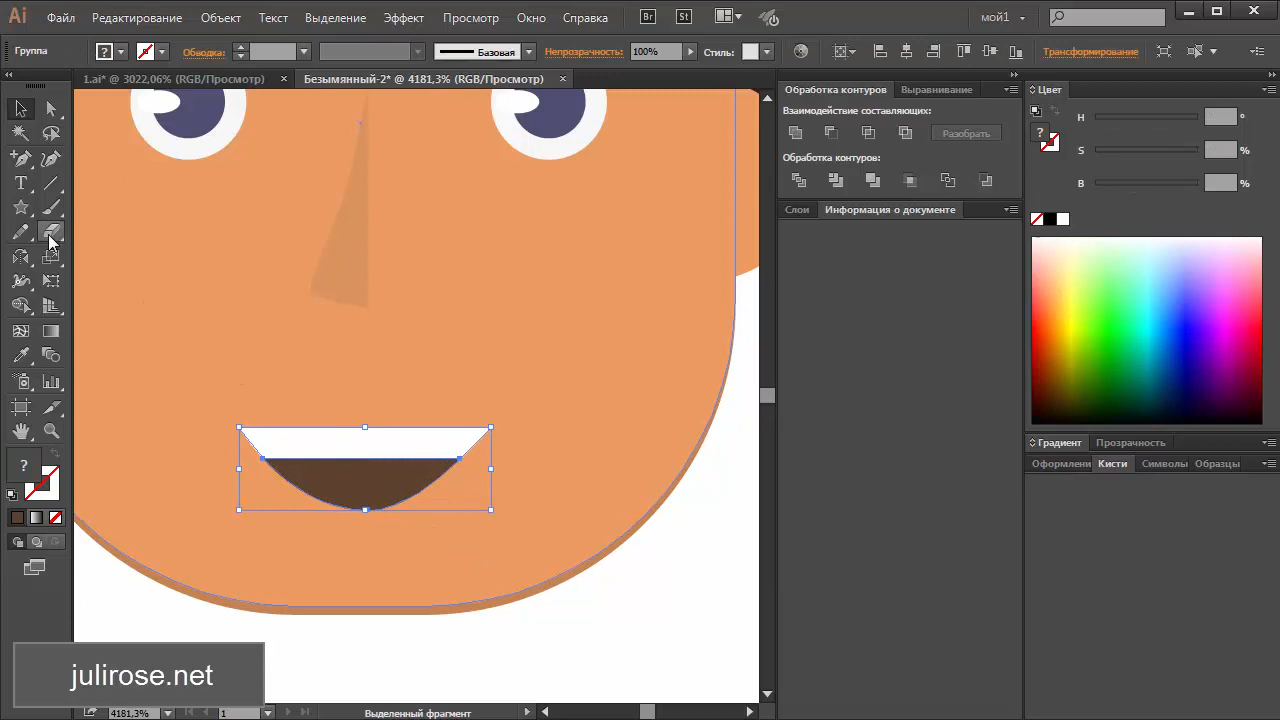 Ai Файл Редактирование Объект Текст Выделение Эффект Просмотр Окно Справка Br St мой1
Группа ? Обводка: Базовая Непрозрачность: 100% Стиль: Трансформирование
1.ai* @ 3022,06% (RGB/Просмотр) Безымянный-2* @ 4181,3% (RGB/Просмотр)
Обработка контуров Выравнивание
Цвет
Взаимодействие составляющих:
Разобрать
Обработка контуров:
? H °
S %
B %
Слои Информация о документе
Градиент Прозрачность
Оформлени Кисти Символы Образцы
T
?
julirose.net
4181,3% 1 Выделенный фрагмент